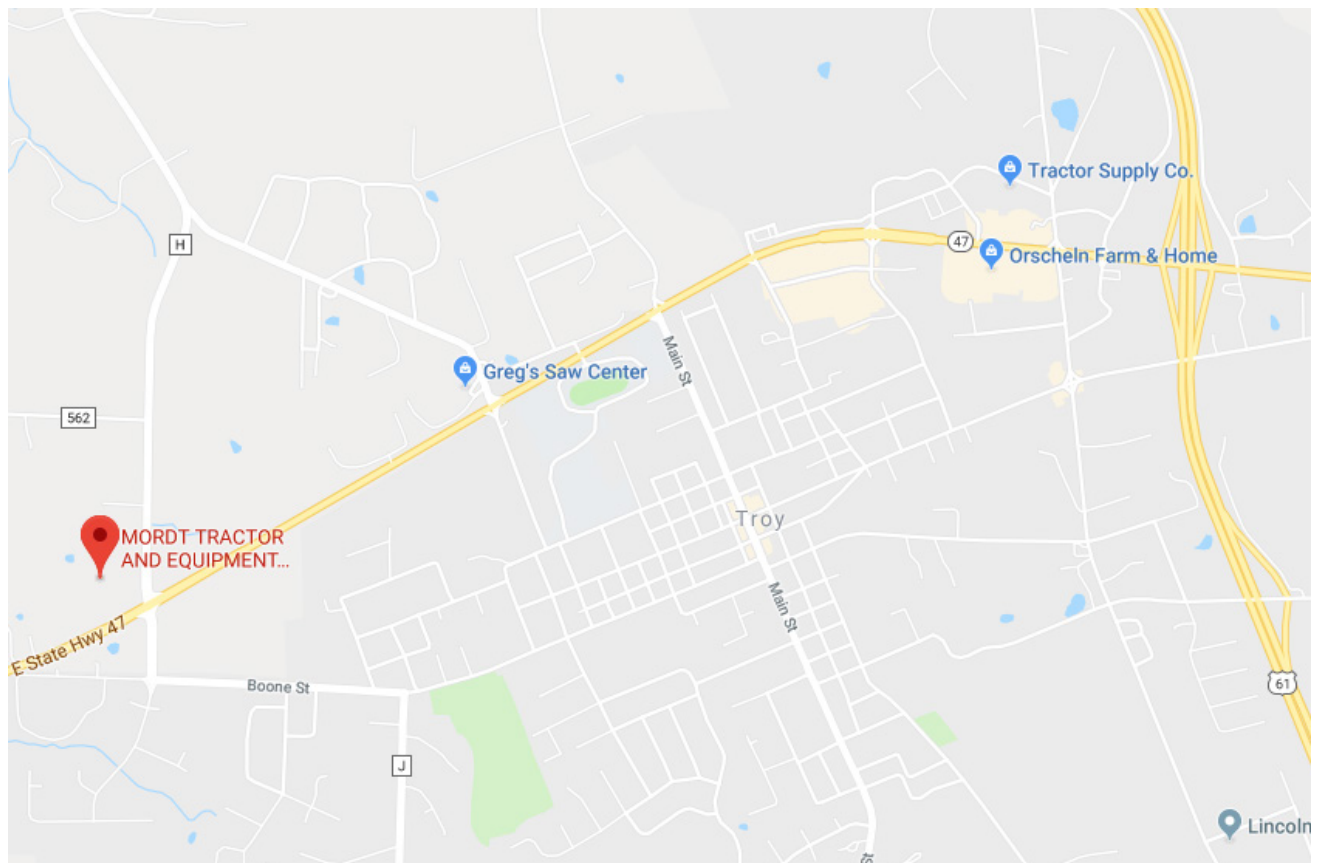 Tractor Supply Co.
H
47
Orscheln Farm & Home
Main St
Greg's Saw Center
562
Troy
MORDT TRACTOR
AND EQUIPMENT...
Main St
E State Hwy 47
Boone St
61
J
Lincoln